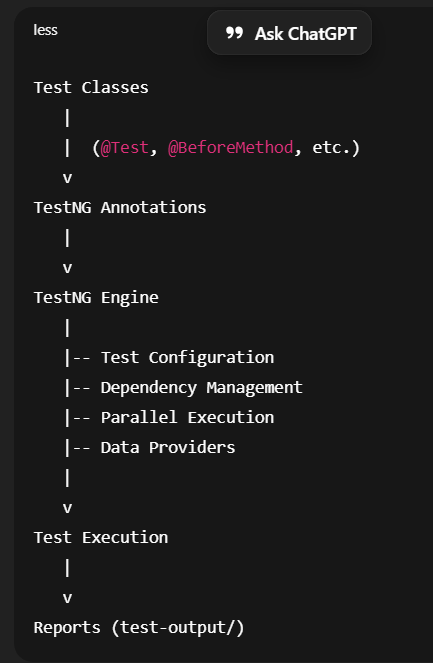 less
Ask ChatGPT
Test Classes
|
| (@Test, @BeforeMethod, etc.)
v
TestNG Annotations
|
v
TestNG Engine
|
|-- Test Configuration
|-- Dependency Management
|-- Parallel Execution
|-- Data Providers
|
v
Test Execution
|
v
Reports (test-output/)